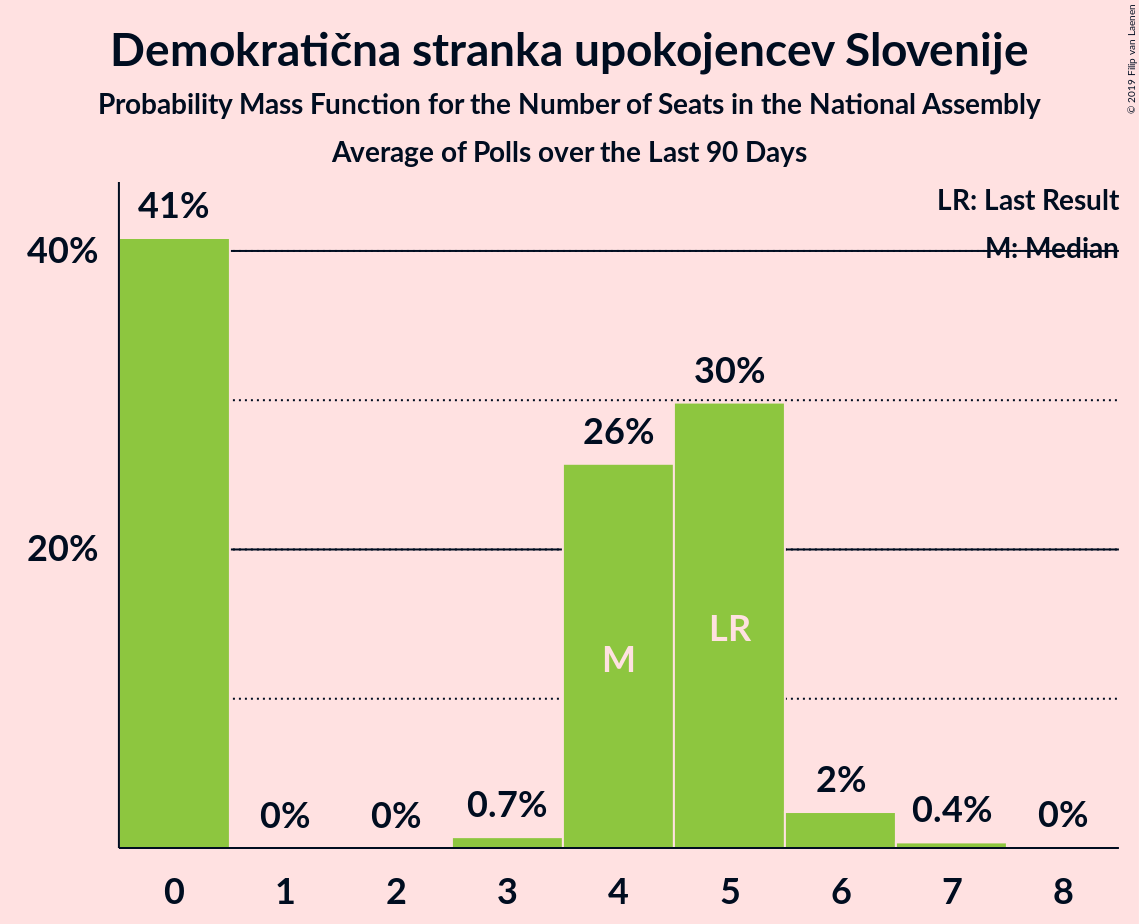 Demokratična stranka upokojencev Slovenije
Probability Mass Function for the Number of Seats in the National Assembly
Average of Polls over the Last 90 Days
© 2019 Filip van Laenen
LR: Last Result
M: Median
41%
40%
30%
26%
20%
LR
M
0%
0%
0.7%
2%
0.4%
0%
0 1 2 3 4 5 6 7 8